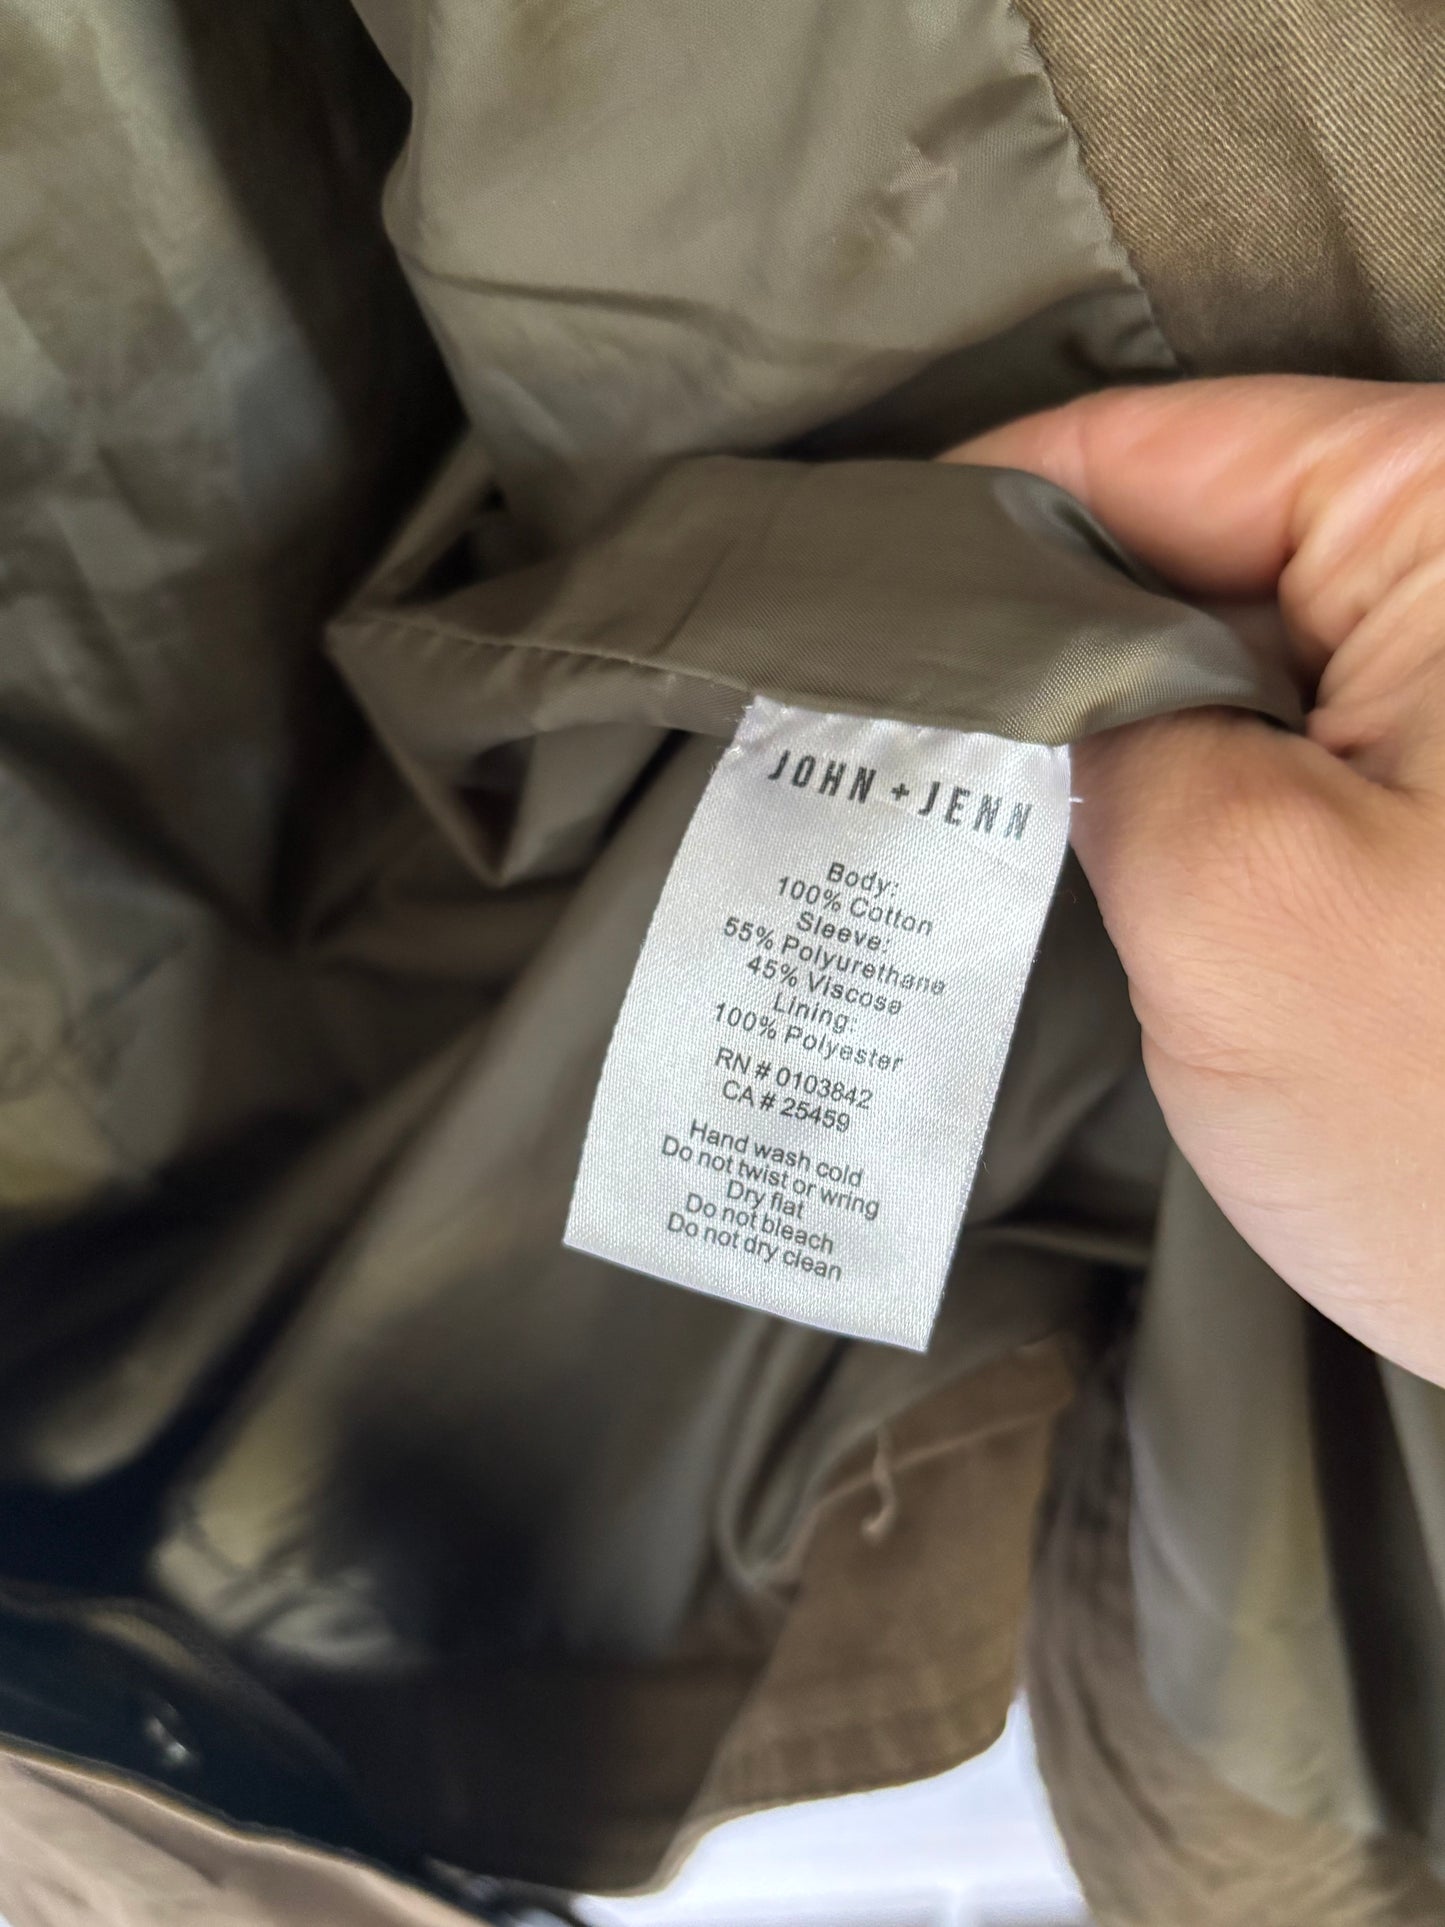 JOHN + JENN
Body:
100% Cotton
Sleeve:
55% Polyurethane
45% Viscose
Lining:
100% Polyester
RN # 0103842
CA # 25459
Hand wash cold
Do not twist or wring
Dry flat
Do not bleach
Do not dry clean